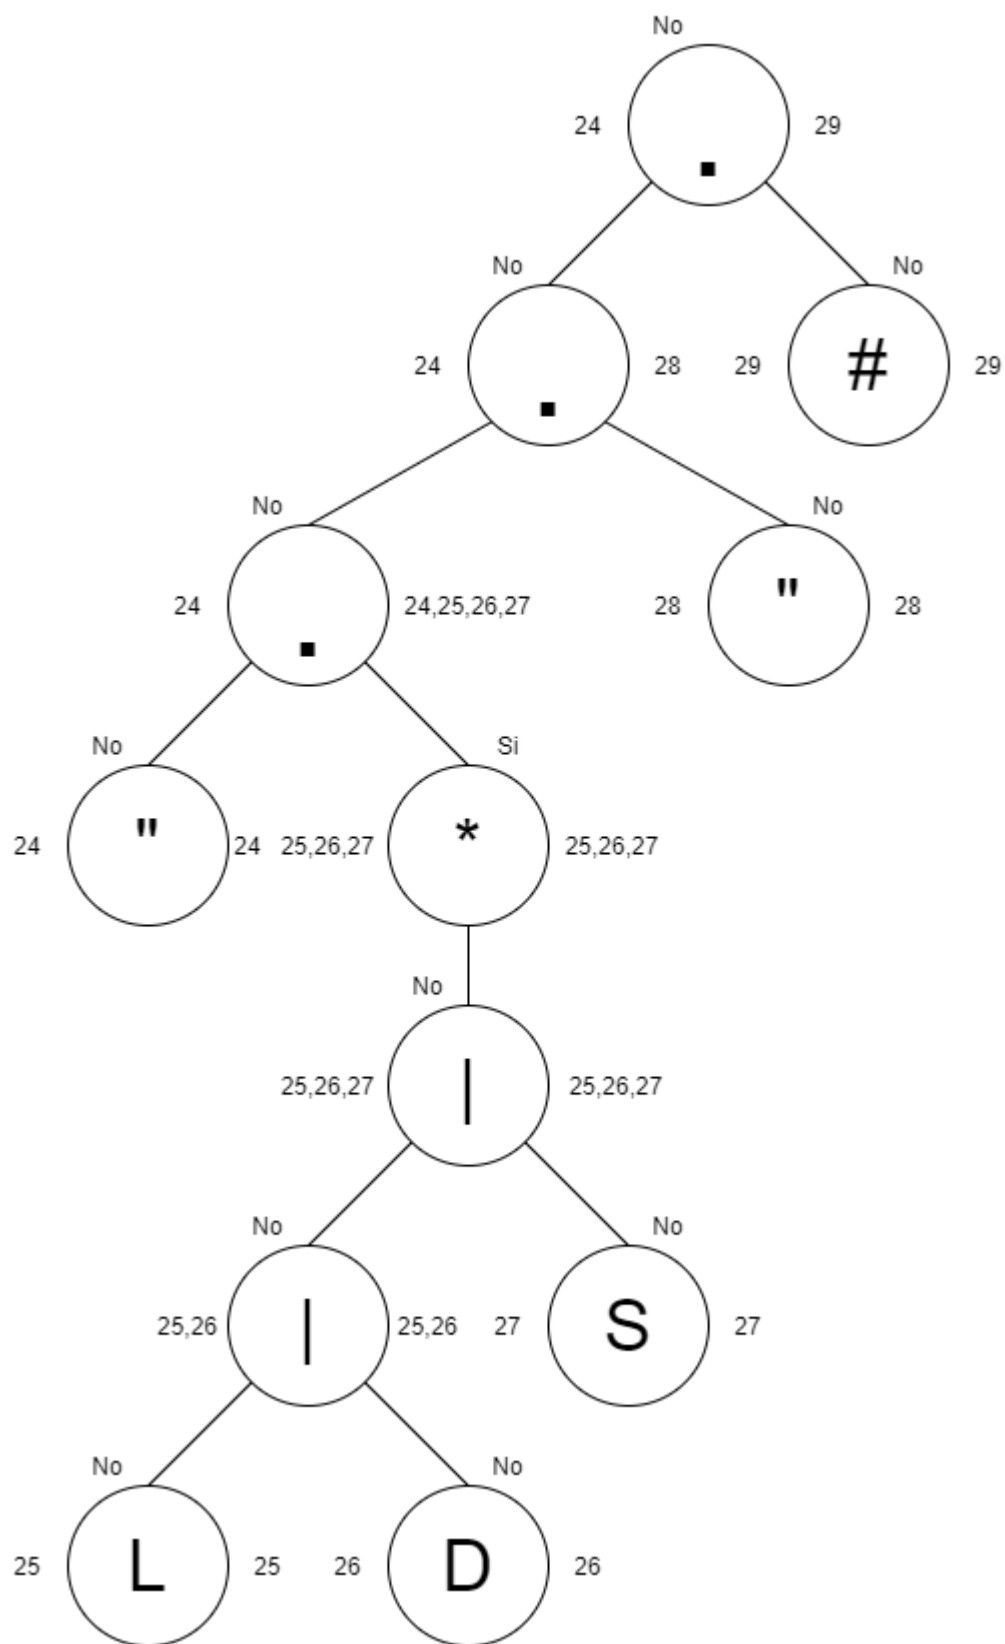 No
24 . 29
No No
24 . 28 29 # 29
No No
24 . 24,25,26,27 28 " 28
No Si
24 " 24 25,26,27 * 25,26,27
No
25,26,27 | 25,26,27
No No
25,26 | 25,26 27 S 27
No No
25 L 25 26 D 26